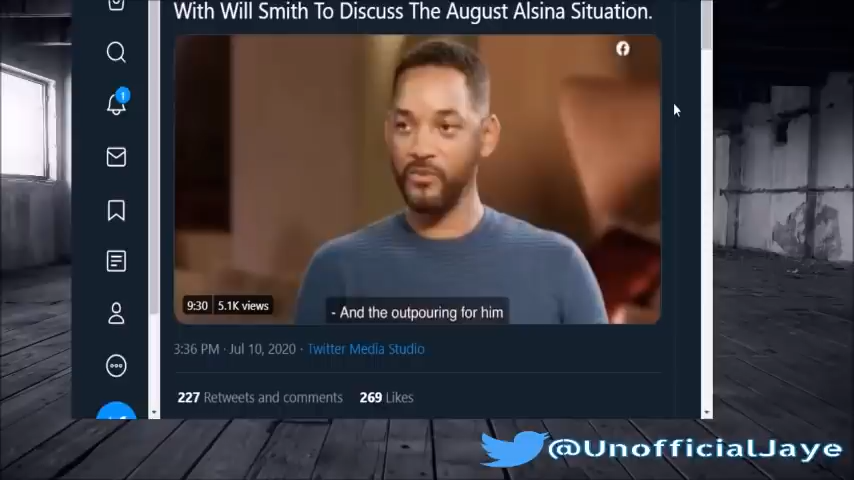 With Will Smith To Discuss The August Alsina Situation.
1
9:30 5.1K views
- And the outpouring for him
3:36 PM · Jul 10, 2020 · Twitter Media Studio
227 Retweets and comments 269 Likes
@UnofficialJaye